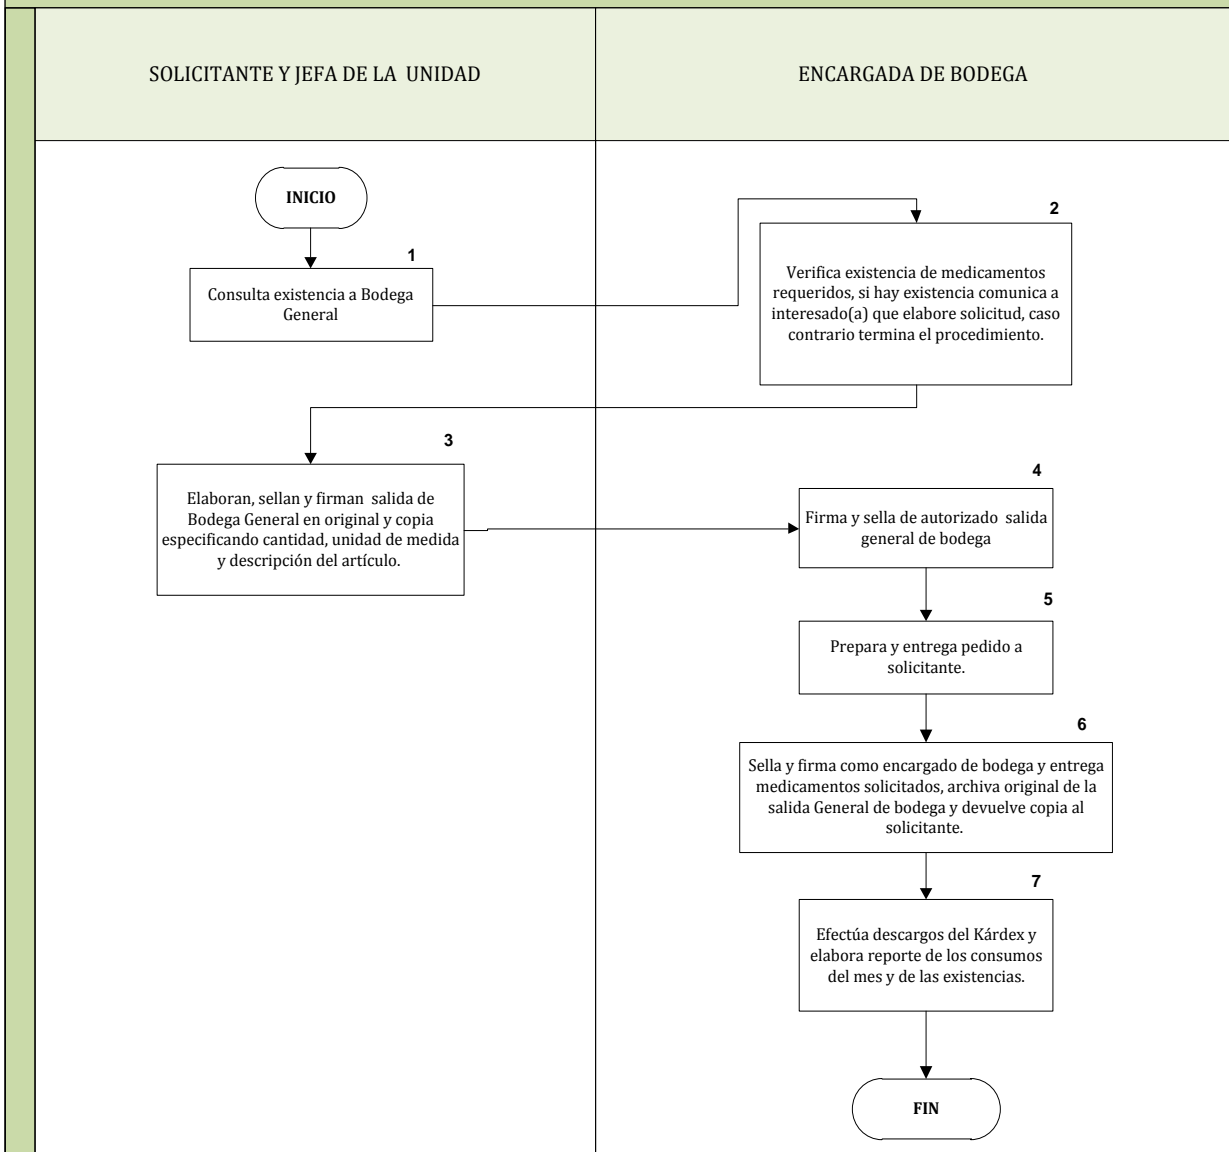 SOLICITANTE Y JEFA DE LA UNIDAD
ENCARGADA DE BODEGA
INICIO
1
Consulta existencia a Bodega
General
2
Verifica existencia de medicamentos
requeridos, si hay existencia comunica a
interesado(a) que elabore solicitud, caso
contrario termina el procedimiento.
3
Elaboran, sellan y firman salida de
Bodega General en original y copia
especificando cantidad, unidad de medida
y descripción del artículo.
4
Firma y sella de autorizado salida
general de bodega
5
Prepara y entrega pedido a
solicitante.
6
Sella y firma como encargado de bodega y entrega
medicamentos solicitados, archiva original de la
salida General de bodega y devuelve copia al
solicitante.
7
Efectúa descargos del Kárdex y
elabora reporte de los consumos
del mes y de las existencias.
FIN